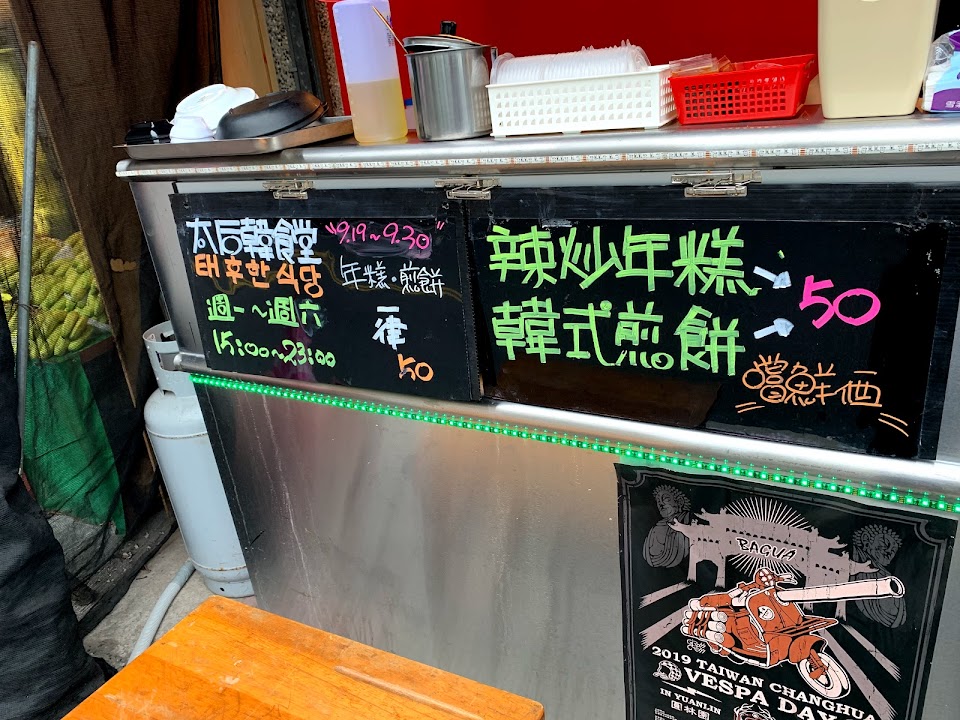 太后韓食堂
태후한식당
週一～週六
15:00～23:00
"9.19～9.30"
年糕·煎餅
一律
50
辣炒年糕
韓式煎餅
50
嚐鮮価
BAGUA
2019 TAIWAN CHANGHUA
VESPA DAY
IN YUANLIN